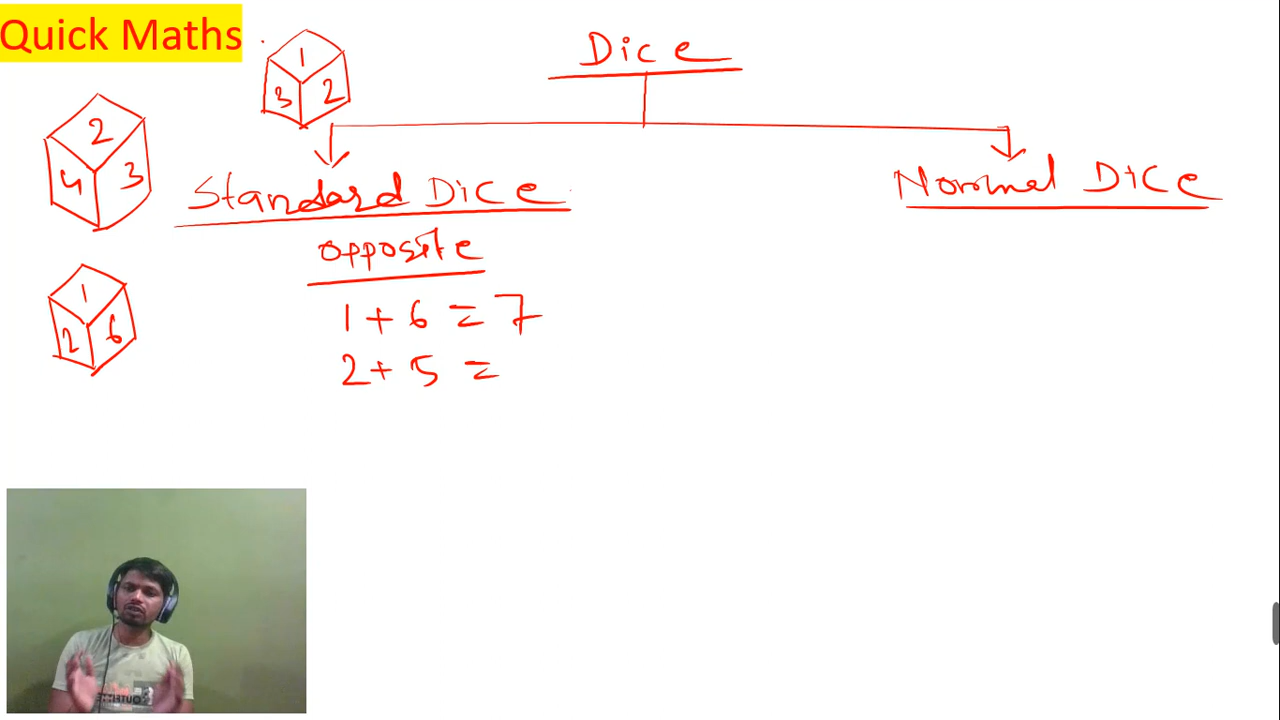 Quick Maths
Dice
1
3 2
2
4 3
Standard Dice
Normal Dice
opposite
1
2 6
1 + 6 = 7
2 + 5 =